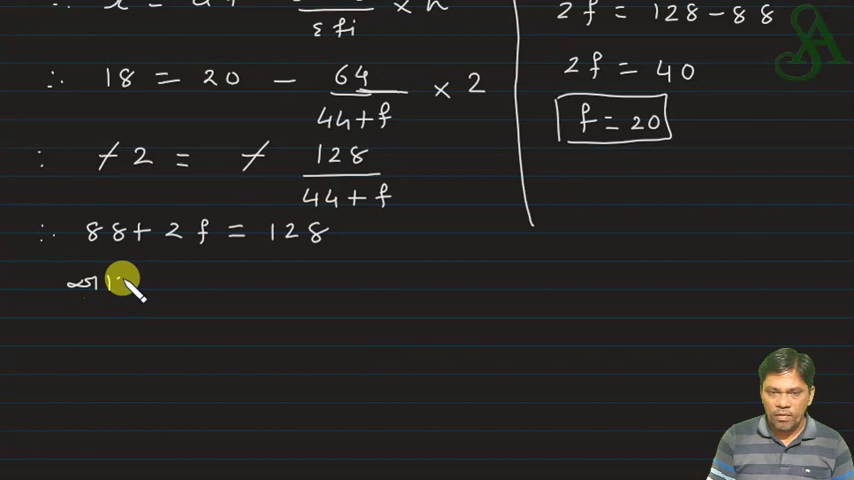 18 = 20 - 64/44+f × 2
∴ -2 = - 128/44+f
∴ 88+2f = 128
2f = 128-88
2f = 40
f = 20